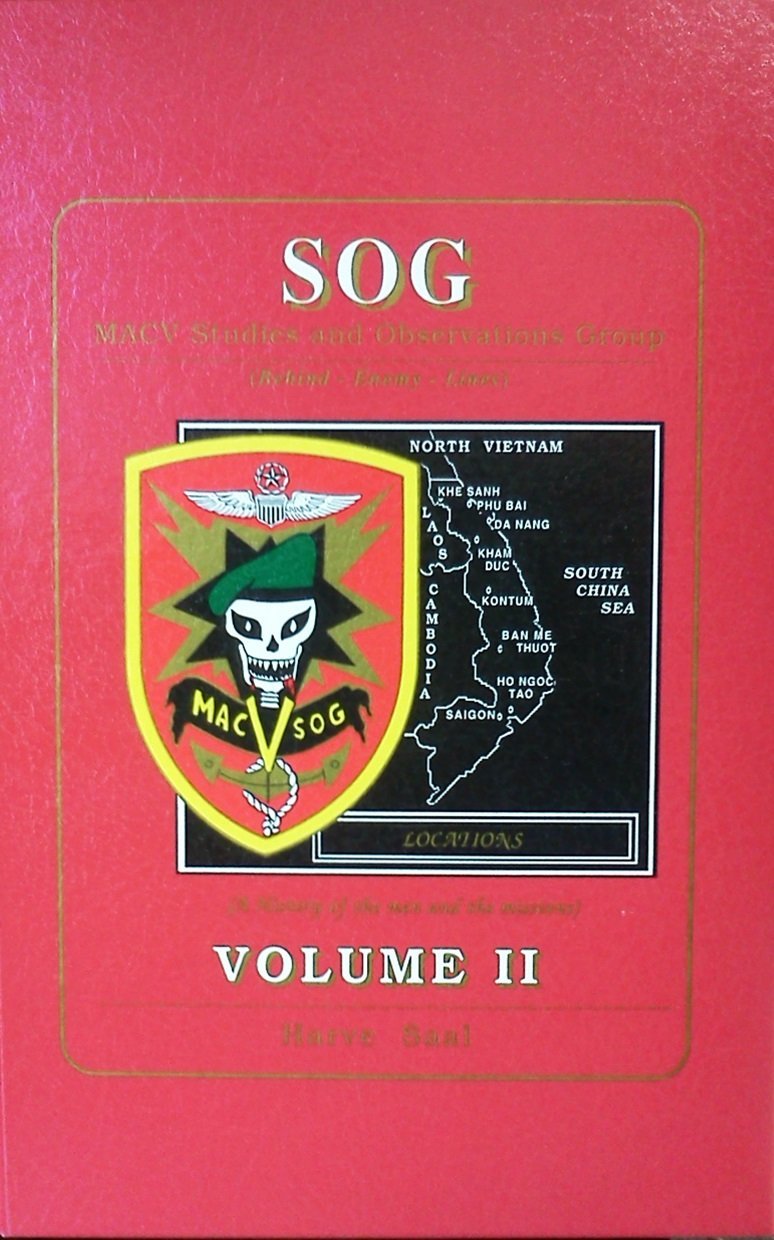 SOG
MACV Studies and Observations Group
(Behind - Enemy - Lines)
NORTH VIETNAM
KHE SANH
PHU BAI
DA NANG
LAOS
KHAM
DUC
SOUTH
CHINA
SEA
KONTUM
CAMBODIA
BAN ME
THUOT
HO NGOC
TAO
SAIGON
MAC V SOG
LOCATIONS
(A History of the men and the missions)
VOLUME II
Harve Saal